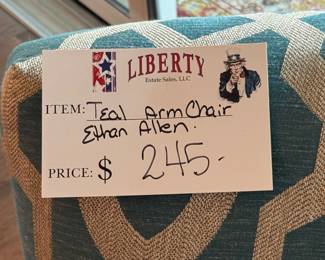 LIBERTY
Estate Sales, LLC
ITEM: Teal Arm Chair
Ethan Allen.
PRICE: $ 245-